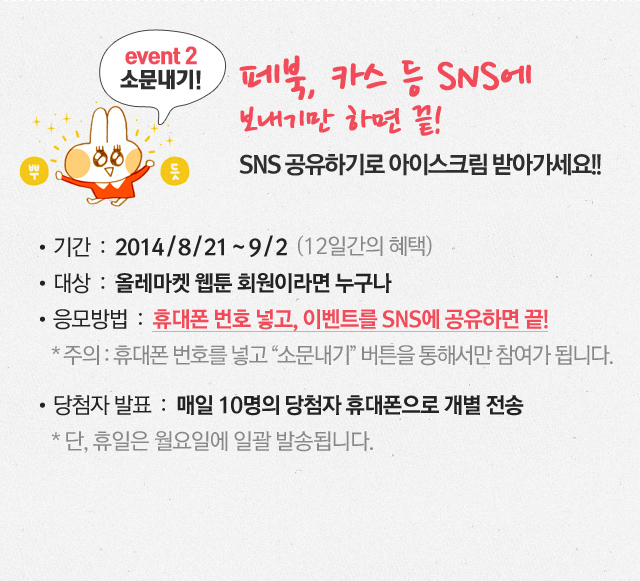 event 2
소문내기!
페북, 카스 등 SNS에
보내기만 하면 끝!
SNS 공유하기로 아이스크림 받아가세요!!
뿌 듯
• 기간 : 2014/8/21 ~ 9/2 (12일간의 혜택)
• 대상 : 올레마켓 웹툰 회원이라면 누구나
• 응모방법 : 휴대폰 번호 넣고, 이벤트를 SNS에 공유하면 끝!
* 주의 : 휴대폰 번호를 넣고 “소문내기” 버튼을 통해서만 참여가 됩니다.
• 당첨자 발표 : 매일 10명의 당첨자 휴대폰으로 개별 전송
* 단, 휴일은 월요일에 일괄 발송됩니다.